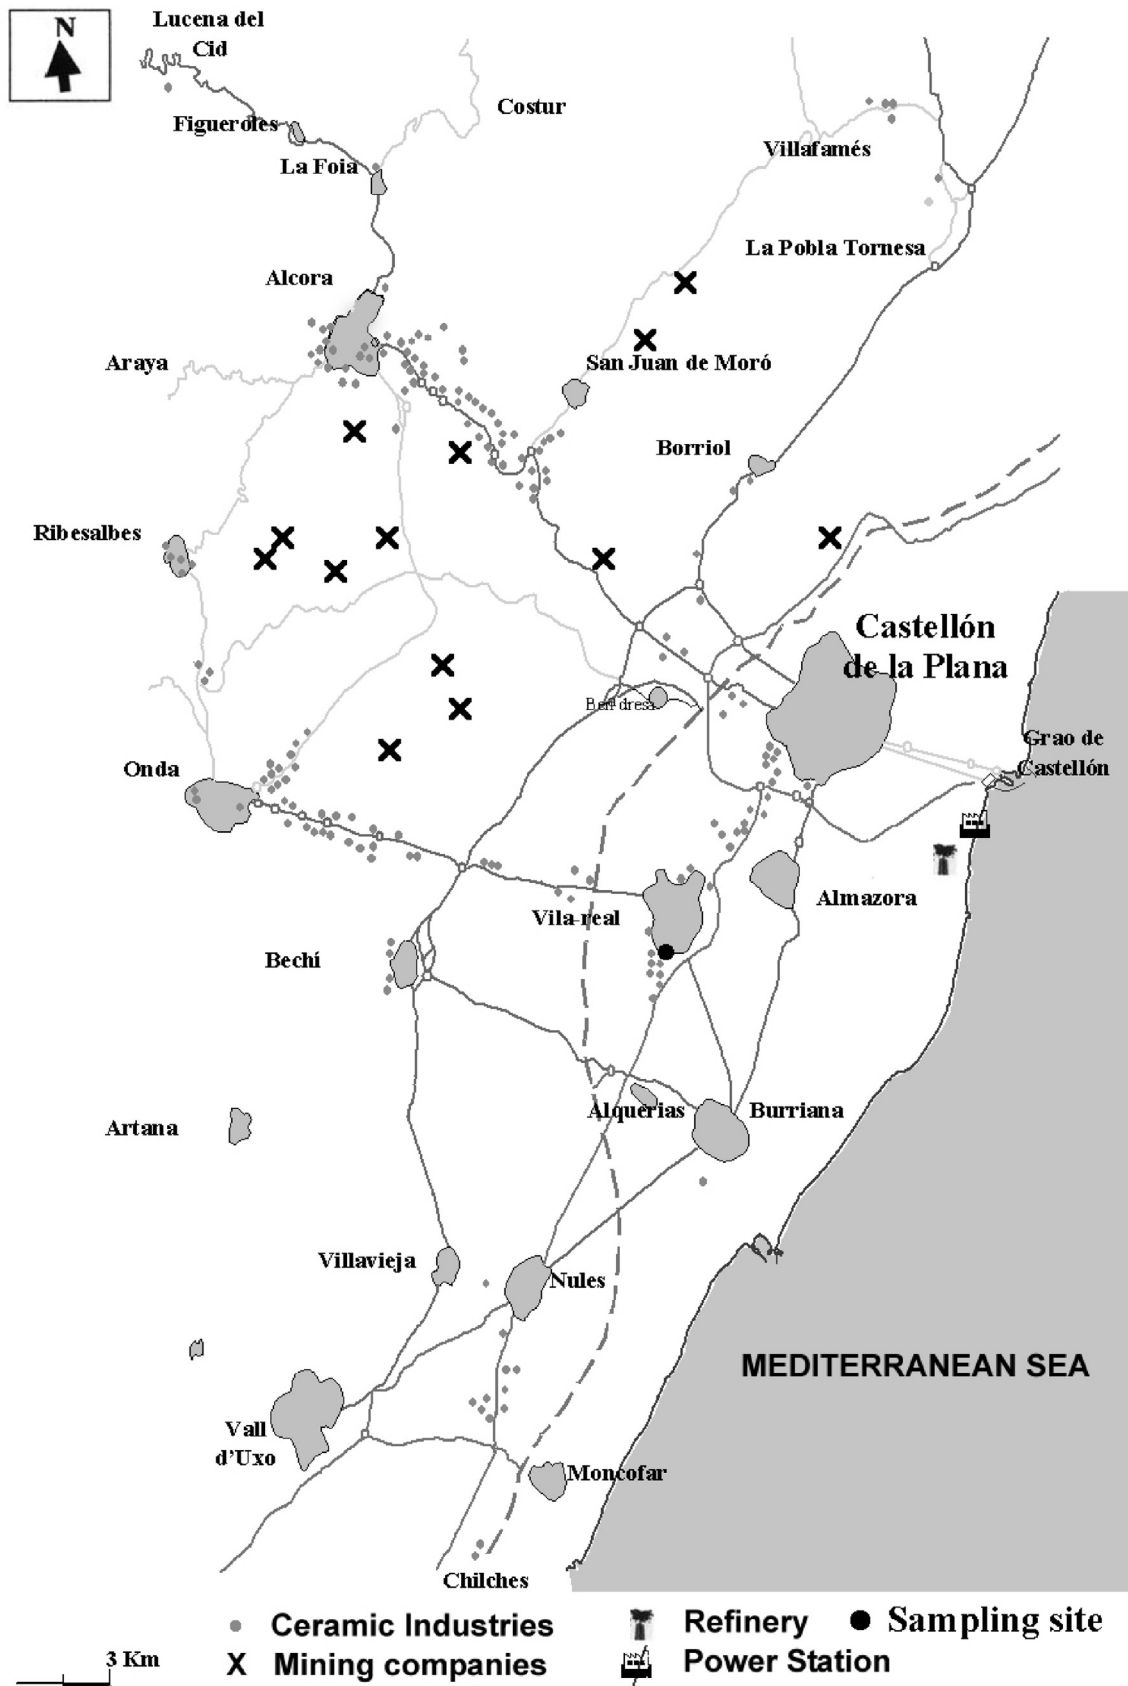 N
Lucena del
Cid
Costur
Figueroles
La Foia
Villafamés
La Pobla Tornesa
Alcora
Araya
San Juan de Moró
Borriol
Ribesalbes
Castellón
de la Plana
Grao de
Castellón
Onda
Almazora
Vila-real
Bechí
Alquerias
Burriana
Artana
Villavieja
Nules
MEDITERRANEAN SEA
Vall
d'Uxo
Moncofar
Chilches
Ceramic Industries
Refinery
Sampling site
3 Km
X Mining companies
Power Station